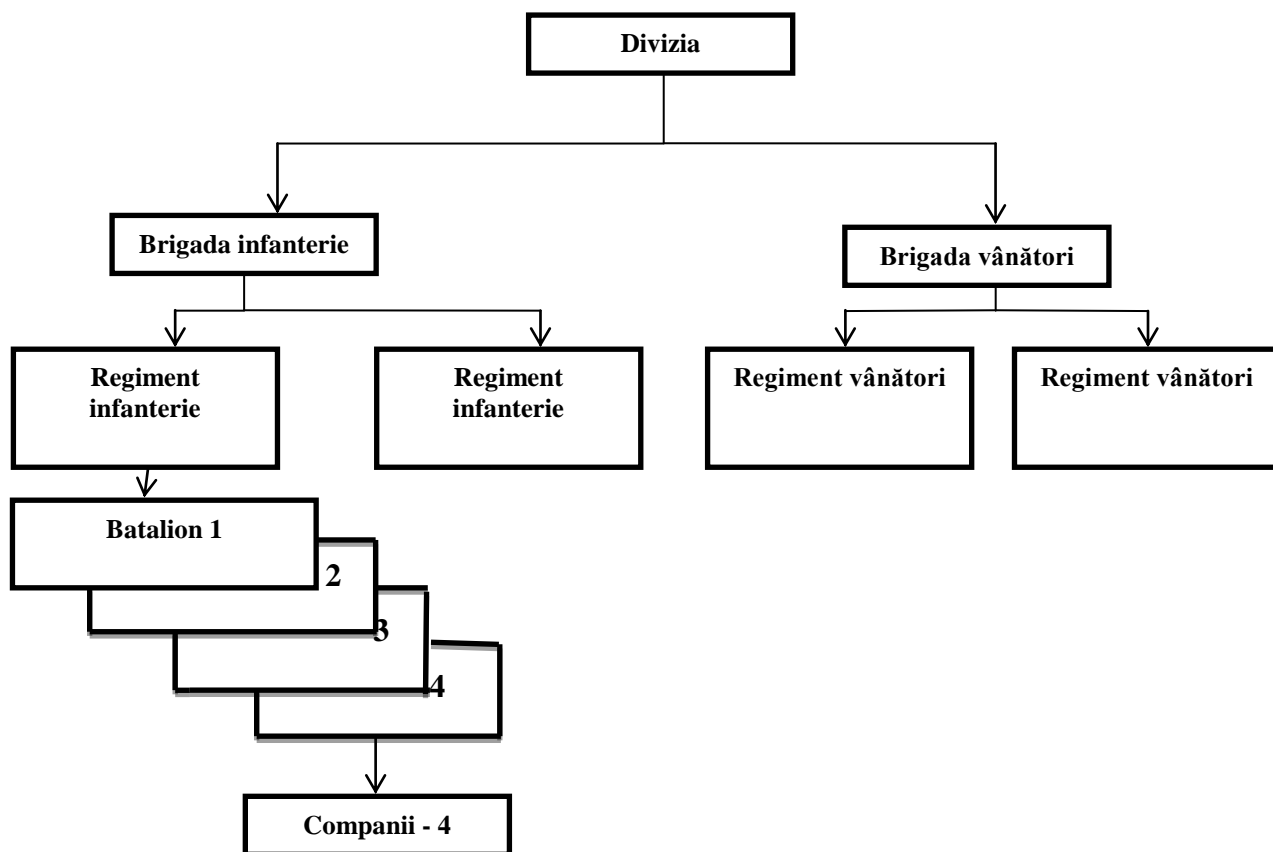 Divizia
Brigada infanterie
Brigada vânători
Regiment
infanterie
Regiment
infanterie
Regiment vânători
Regiment vânători
Batalion 1
2
3
4
Companii - 4